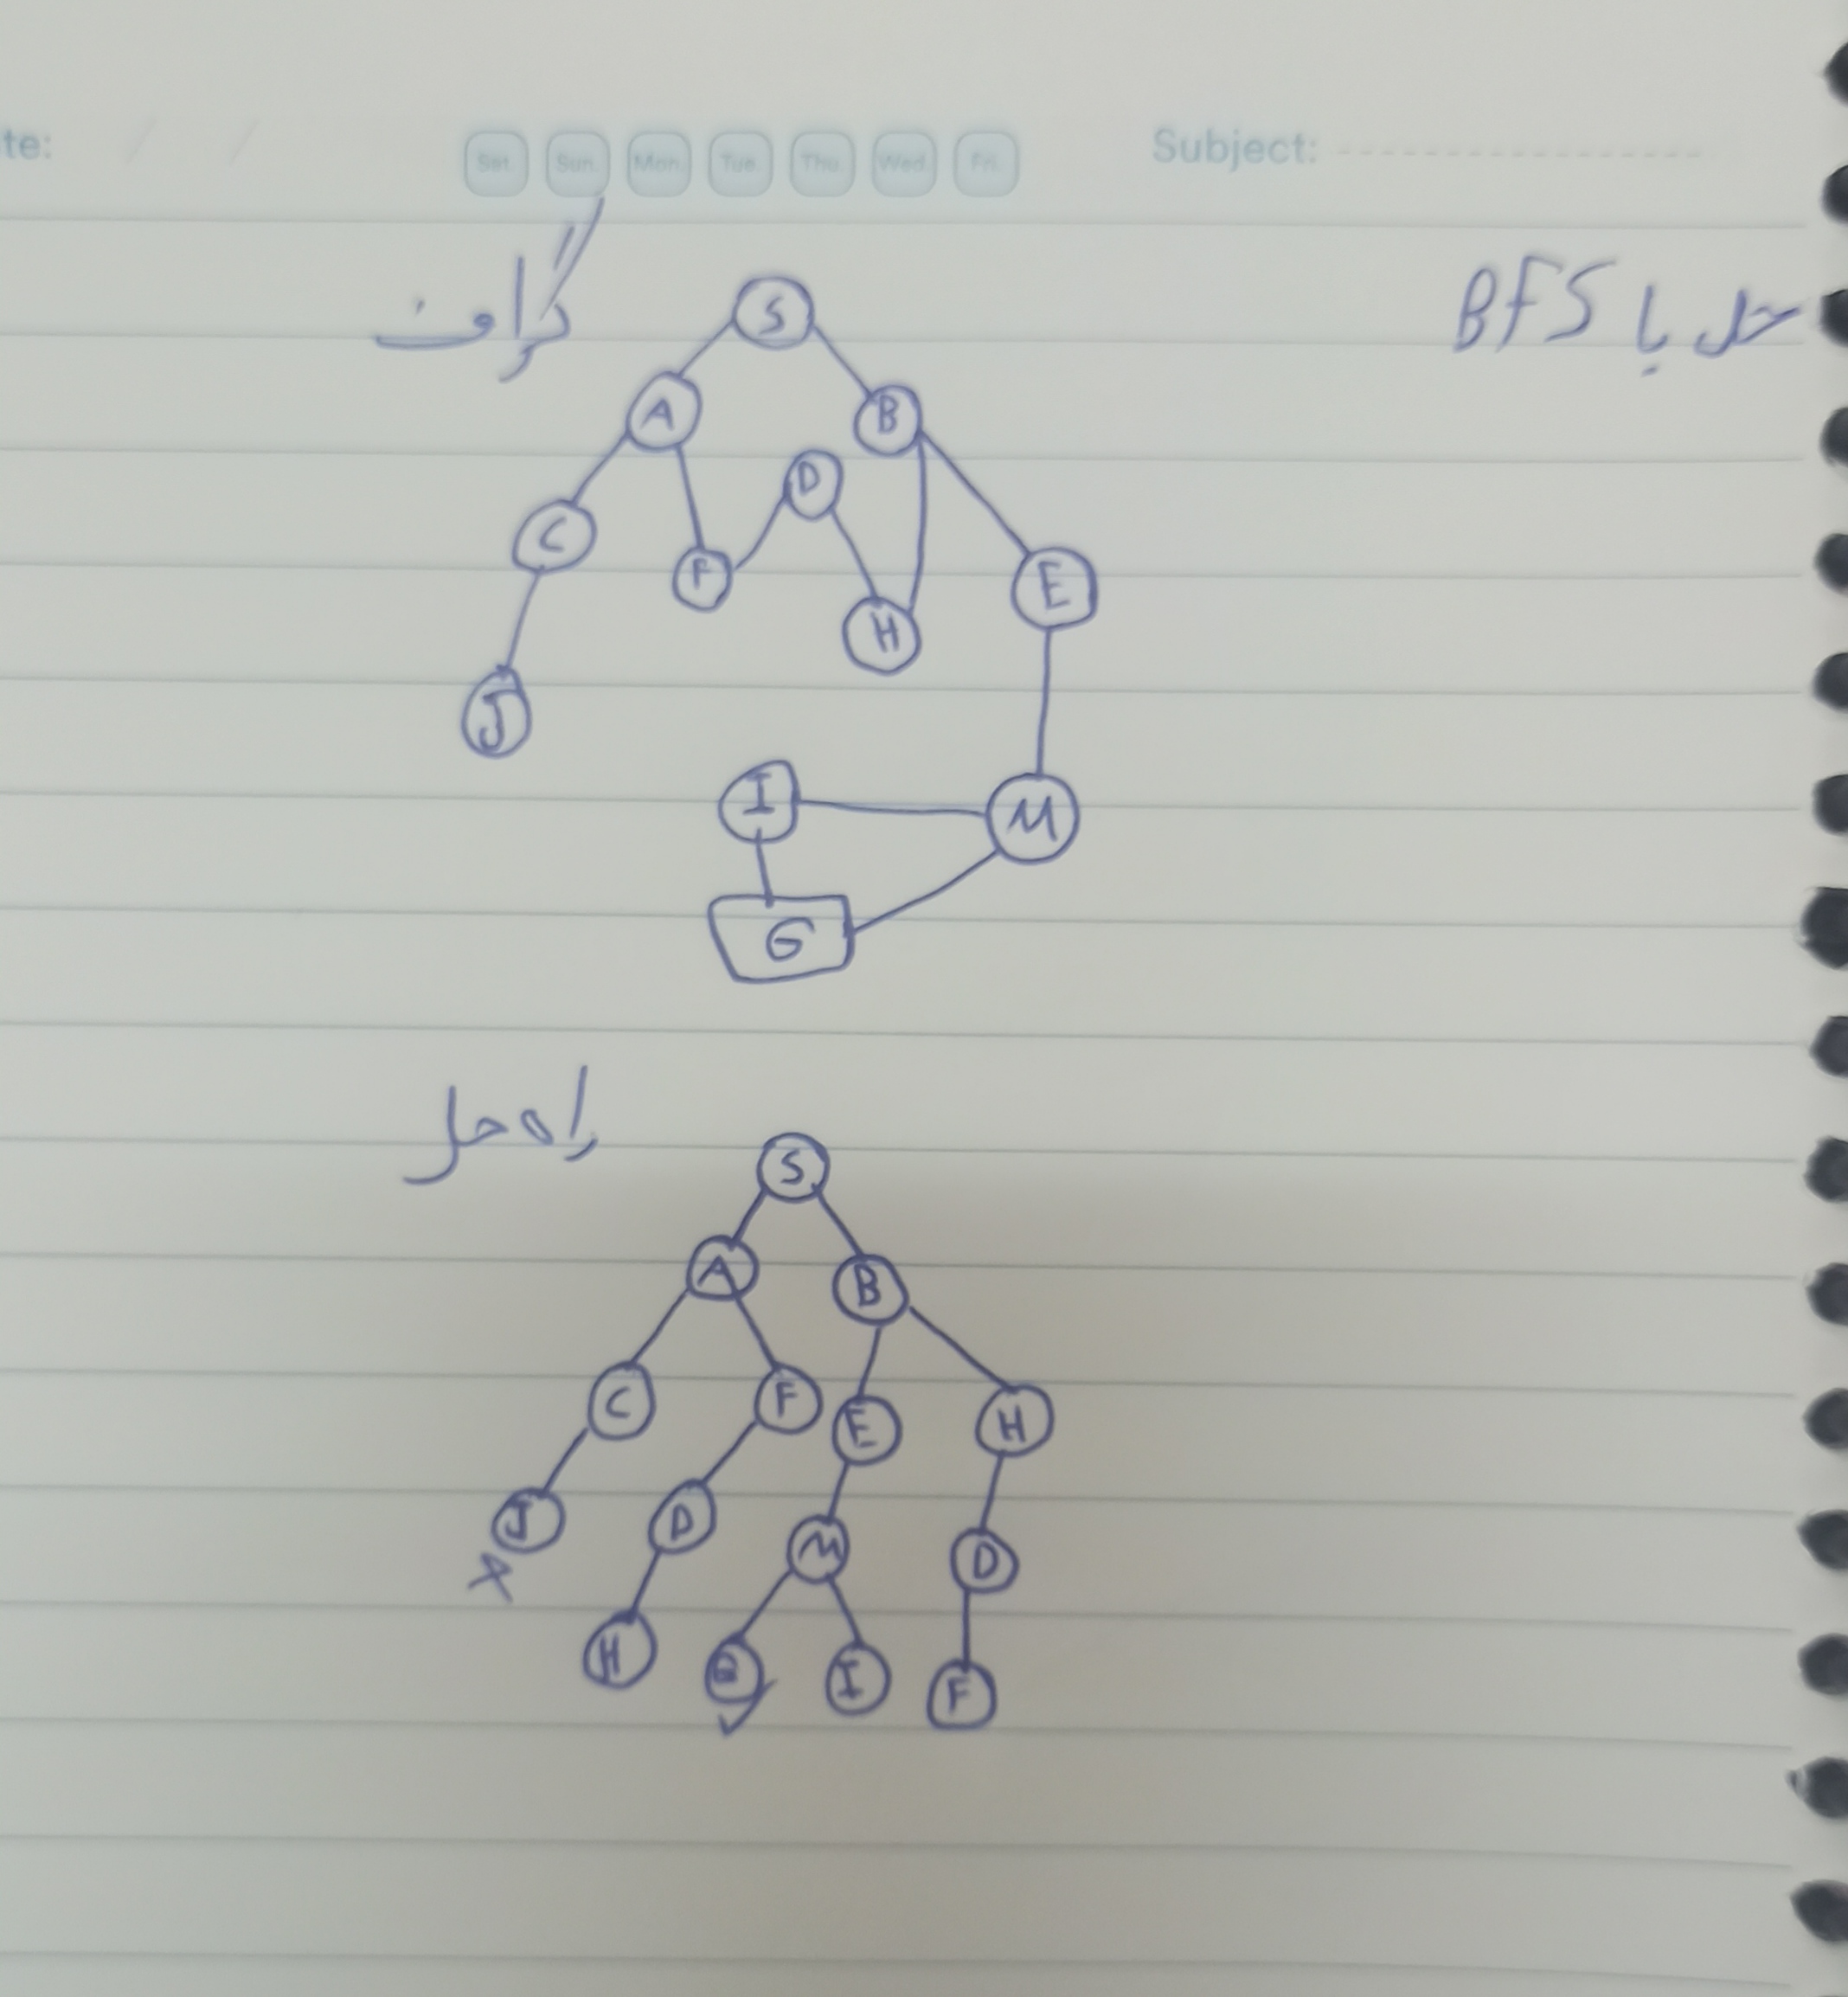 te: / /
Sat. Sun. Mon. Tue. Thu. Wed. Fri.
Subject:
حل با BFS
گراف
S
A B
D
C F E
H
J
I M
G
راه حل
S
A B
C F E H
J D M D
H I F